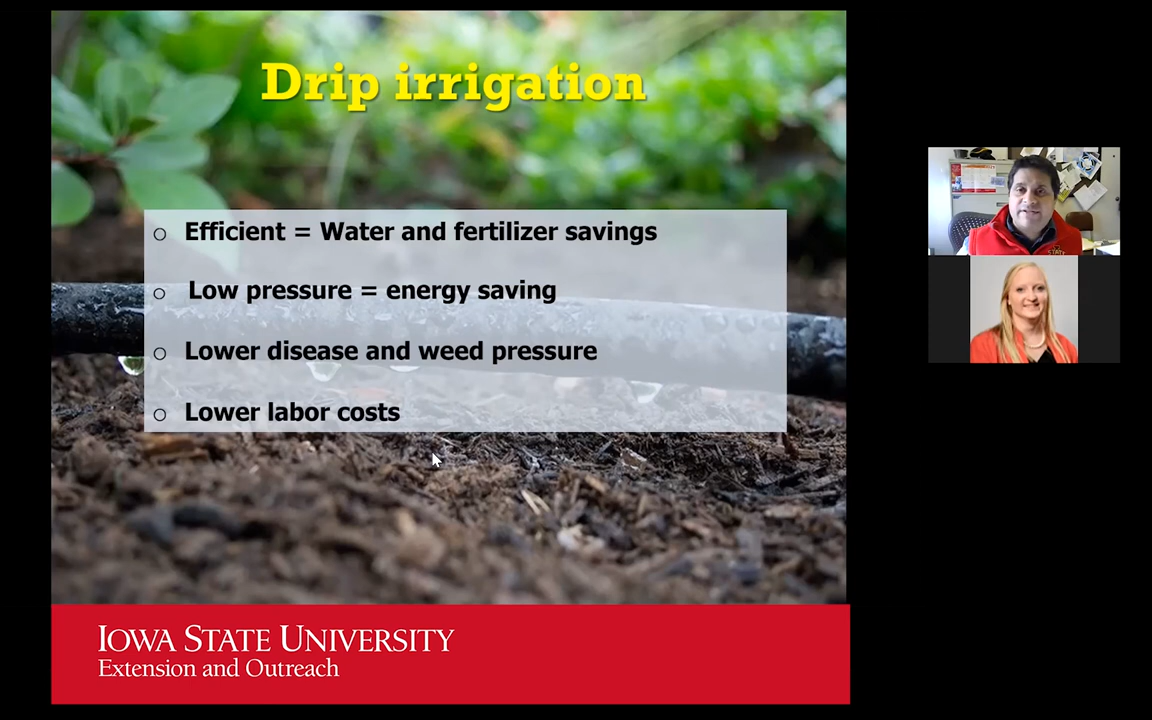 Drip irrigation
Efficient = Water and fertilizer savings
Low pressure = energy saving
Lower disease and weed pressure
Lower labor costs
IOWA STATE UNIVERSITY
Extension and Outreach
STATE